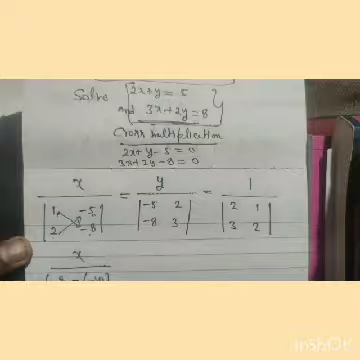 Solve 2x+y=5
and 3x+2y=8
Cross multiplication
2x+y-5=0
3x+2y-8=0
x = y = 1
1 -5 -5 2 2 1
2 -8 -8 3 3 2
x
InShOt